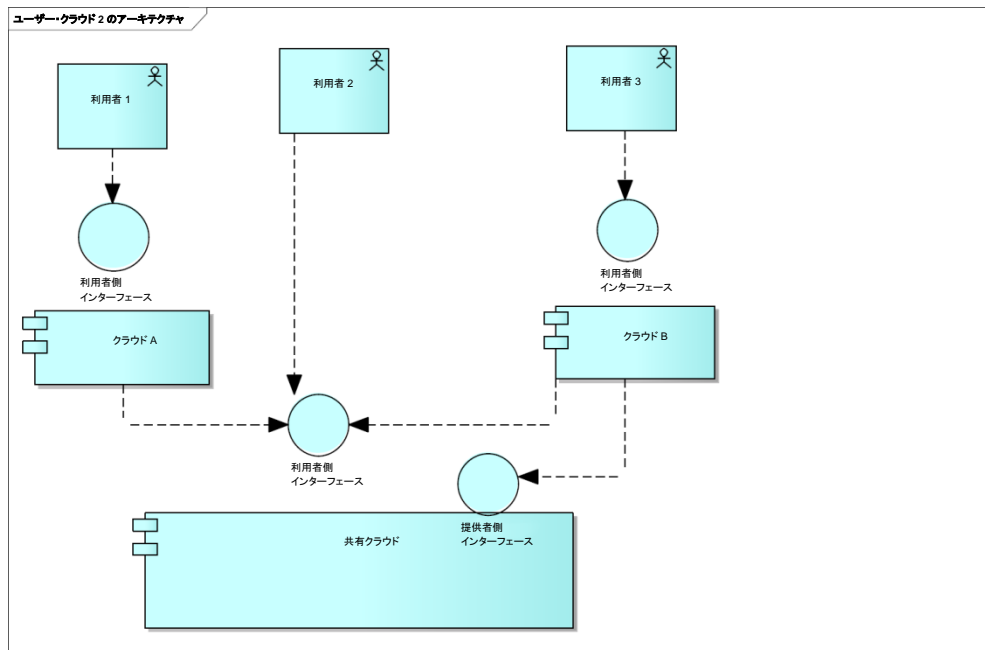 ユーザー・クラウド 2 のアーキテクチャ
利用者 1
利用者 2
利用者 3
利用者側
インターフェース
利用者側
インターフェース
クラウド A
クラウド B
利用者側
インターフェース
提供者側
インターフェース
共有クラウド